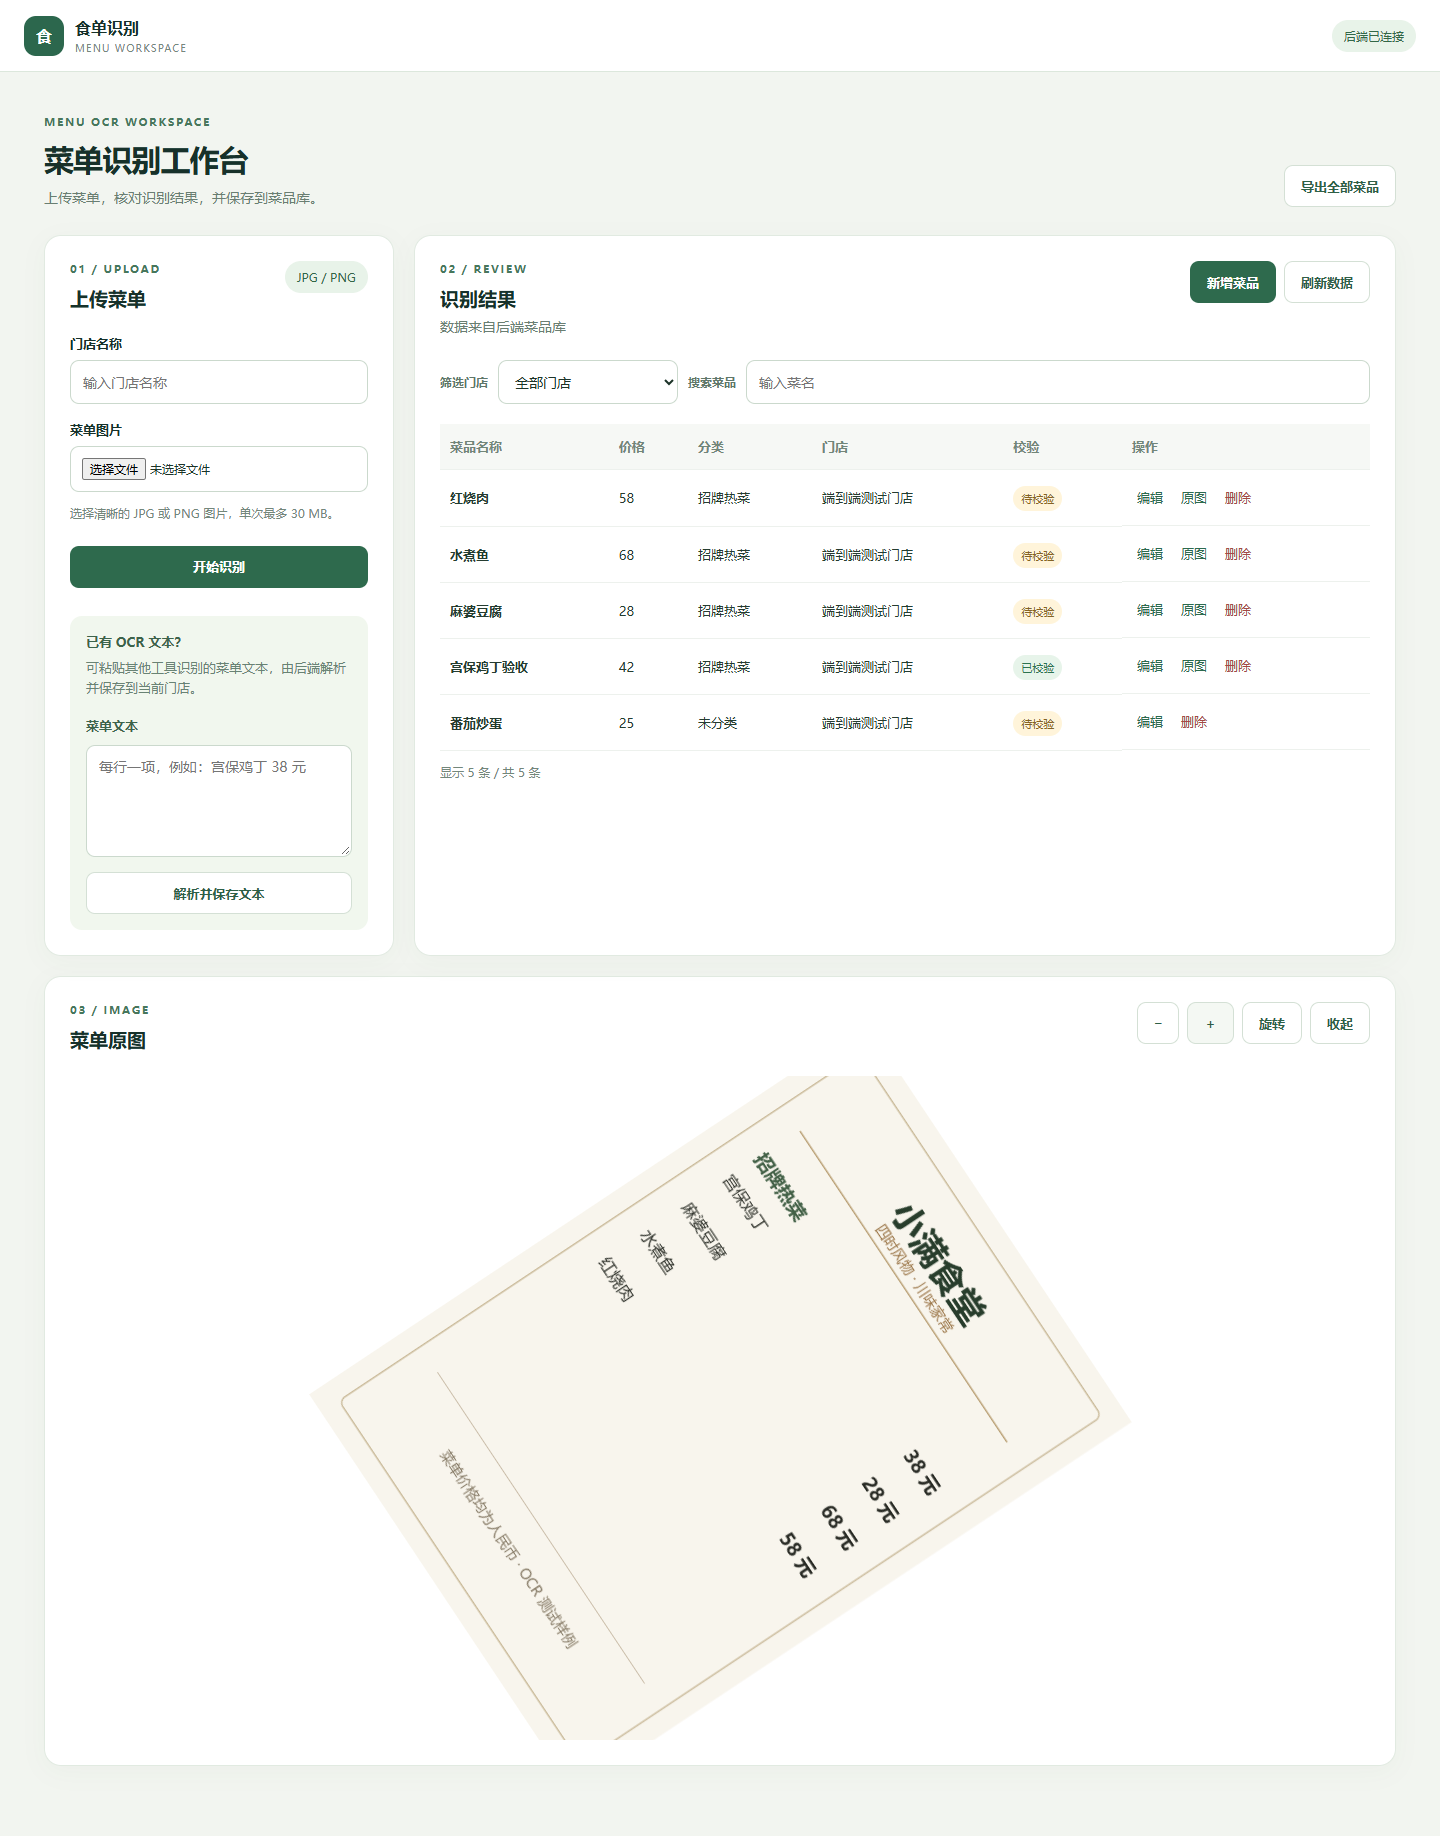 食
食单识别
MENU WORKSPACE
后端已连接
MENU OCR WORKSPACE
菜单识别工作台
上传菜单，核对识别结果，并保存到菜品库。
导出全部菜品
01 / UPLOAD
上传菜单
JPG / PNG
门店名称
输入门店名称
菜单图片
选择文件 未选择文件
选择清晰的 JPG 或 PNG 图片，单次最多 30 MB。
开始识别
已有 OCR 文本？
可粘贴其他工具识别的菜单文本，由后端解析
并保存到当前门店。
菜单文本
每行一项，例如：宫保鸡丁 38 元
解析并保存文本
02 / REVIEW
识别结果
数据来自后端菜品库
新增菜品 刷新数据
筛选门店 全部门店 搜索菜品 输入菜名
菜品名称 价格 分类 门店 校验 操作
红烧肉 58 招牌热菜 端到端测试门店 待校验 编辑 原图 删除
水煮鱼 68 招牌热菜 端到端测试门店 待校验 编辑 原图 删除
麻婆豆腐 28 招牌热菜 端到端测试门店 待校验 编辑 原图 删除
宫保鸡丁验收 42 招牌热菜 端到端测试门店 已校验 编辑 原图 删除
番茄炒蛋 25 未分类 端到端测试门店 待校验 编辑 删除
显示 5 条 / 共 5 条
03 / IMAGE
菜单原图
− + 旋转 收起
小满食堂
四时风物 · 川味家常
招牌热菜
宫保鸡丁 38 元
麻婆豆腐 28 元
水煮鱼 68 元
红烧肉 58 元
菜单价格均为人民币 · OCR 测试样例